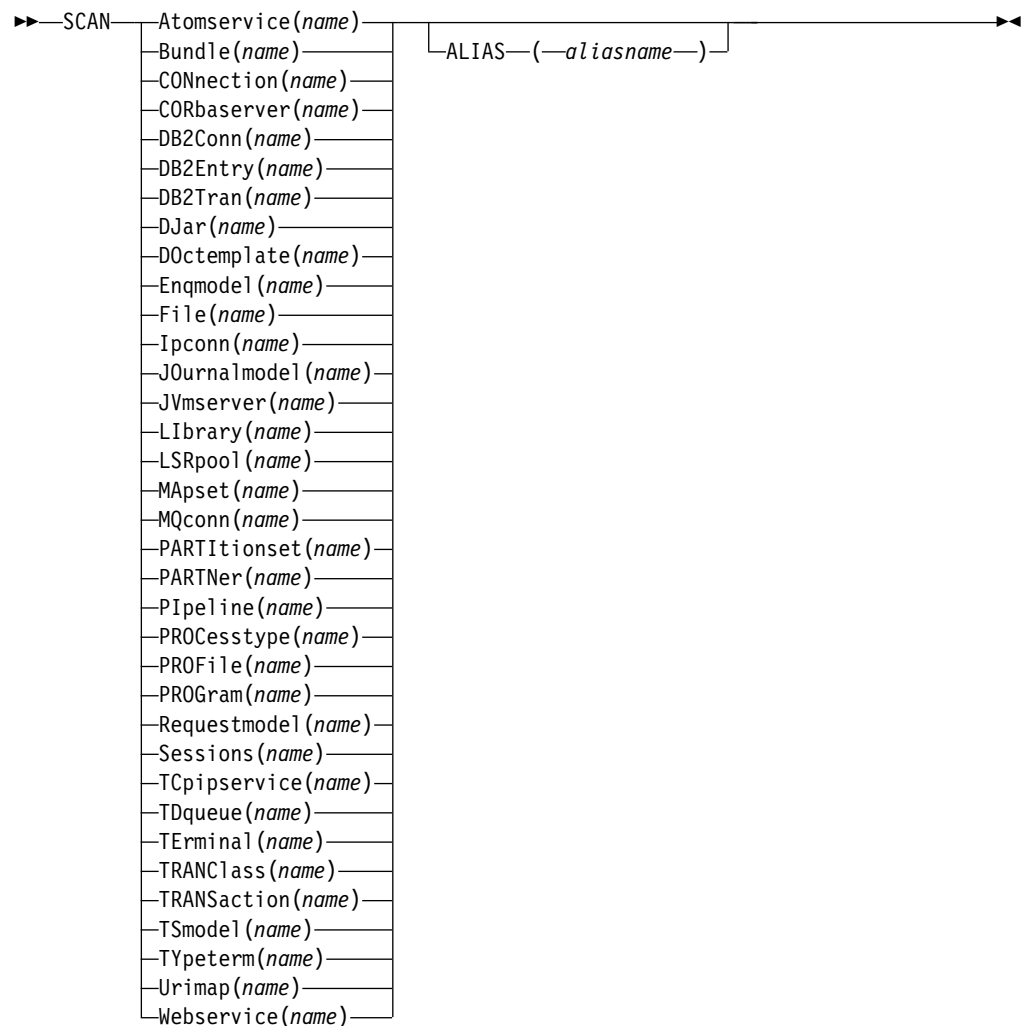 SCAN Atomservice(name)
Bundle(name) ALIAS ( aliasname )
CONnection(name)
CORbaserver(name)
DB2Conn(name)
DB2Entry(name)
DB2Tran(name)
DJar(name)
DOctemplate(name)
Enqmodel(name)
File(name)
Ipconn(name)
JOurnalmodel(name)
JVmserver(name)
LIbrary(name)
LSRpool(name)
MApset(name)
MQconn(name)
PARTItionset(name)
PARTNer(name)
PIpeline(name)
PROCesstype(name)
PROFile(name)
PROGram(name)
Requestmodel(name)
Sessions(name)
TCpipservice(name)
TDqueue(name)
TErminal(name)
TRANClass(name)
TRANSaction(name)
TSmodel(name)
TYpeterm(name)
Urimap(name)
Webservice(name)